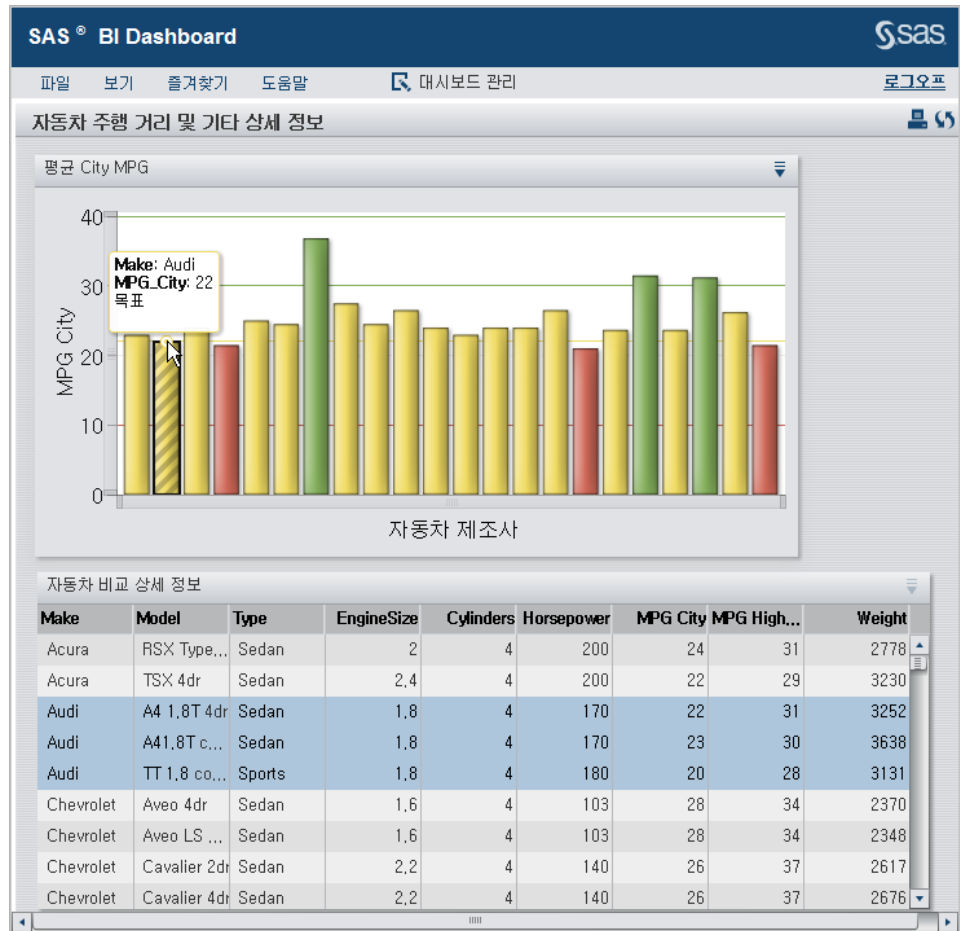 SAS ® BI Dashboard
sas
파일 보기 즐겨찾기 도움말 대시보드 관리 로그오프
자동차 주행 거리 및 기타 상세 정보
평균 City MPG
40
30
20
10
0
MPG City
Make: Audi
MPG_City: 22
목표
자동차 제조사
자동차 비교 상세 정보
Make Model Type EngineSize Cylinders Horsepower MPG City MPG High...
Weight
Acura RSX Type... Sedan 2 4 200 24 31 2778
Acura TSX 4dr Sedan 2,4 4 200 22 29 3230
Audi A4 1,8T 4dr Sedan 1,8 4 170 22 31 3252
Audi A41,8T c... Sedan 1,8 4 170 23 30 3638
Audi TT 1,8 co... Sports 1,8 4 180 20 28 3131
Chevrolet Aveo 4dr Sedan 1,6 4 103 28 34 2370
Chevrolet Aveo LS ... Sedan 1,6 4 103 28 34 2348
Chevrolet Cavalier 2dr Sedan 2,2 4 140 26 37 2617
Chevrolet Cavalier 4dr Sedan 2,2 4 140 26 37 2676